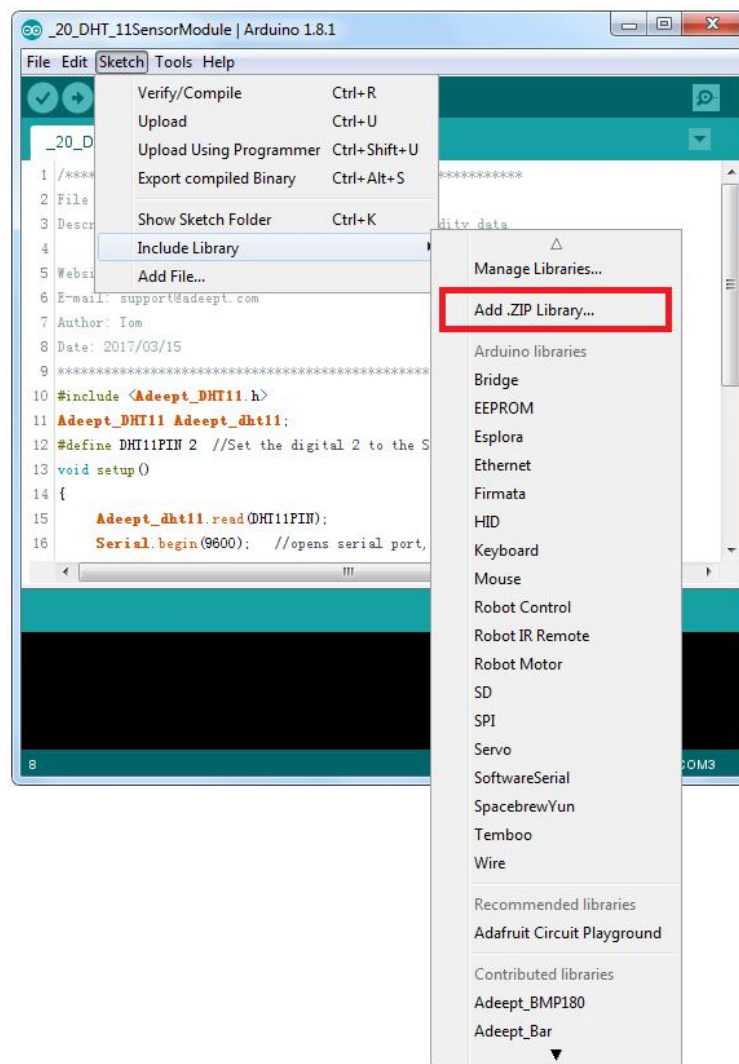 _20_DHT_11SensorModule | Arduino 1.8.1
File Edit Sketch Tools Help
Verify/Compile Ctrl+R
Upload Ctrl+U
Upload Using Programmer Ctrl+Shift+U
Export compiled Binary Ctrl+Alt+S
Show Sketch Folder Ctrl+K
Include Library
Add File...
_20_D
1 /**** ***********
2 File
3 Descr dity data
4
5 Websi
6 E-mail: support@adeept.com
7 Author: Tom
8 Date: 2017/03/15
9 ************************************************
10 #include <Adeept_DHT11.h>
11 Adeept_DHT11 Adeept_dht11;
12 #define DHT11PIN 2 //Set the digital 2 to the S
13 void setup()
14 {
15 Adeept_dht11.read(DHT11PIN);
16 Serial.begin(9600); //opens serial port,
8
COM3
Manage Libraries...
Add .ZIP Library...
Arduino libraries
Bridge
EEPROM
Esplora
Ethernet
Firmata
HID
Keyboard
Mouse
Robot Control
Robot IR Remote
Robot Motor
SD
SPI
Servo
SoftwareSerial
SpacebrewYun
Temboo
Wire
Recommended libraries
Adafruit Circuit Playground
Contributed libraries
Adeept_BMP180
Adeept_Bar